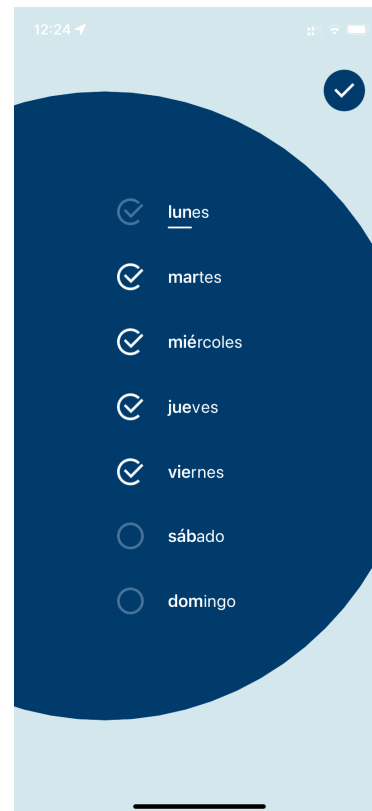 12:24
lunes
martes
miércoles
jueves
viernes
sábado
domingo